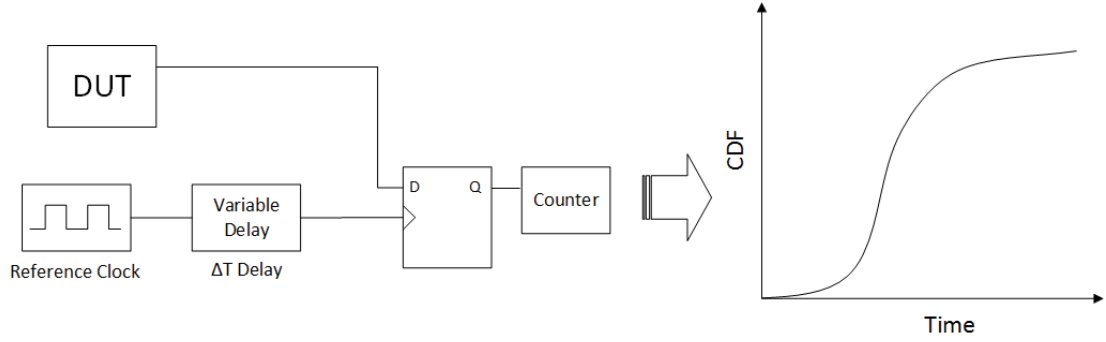 DUT
Reference Clock
Variable
Delay
ΔT Delay
D
Q
Counter
CDF
Time